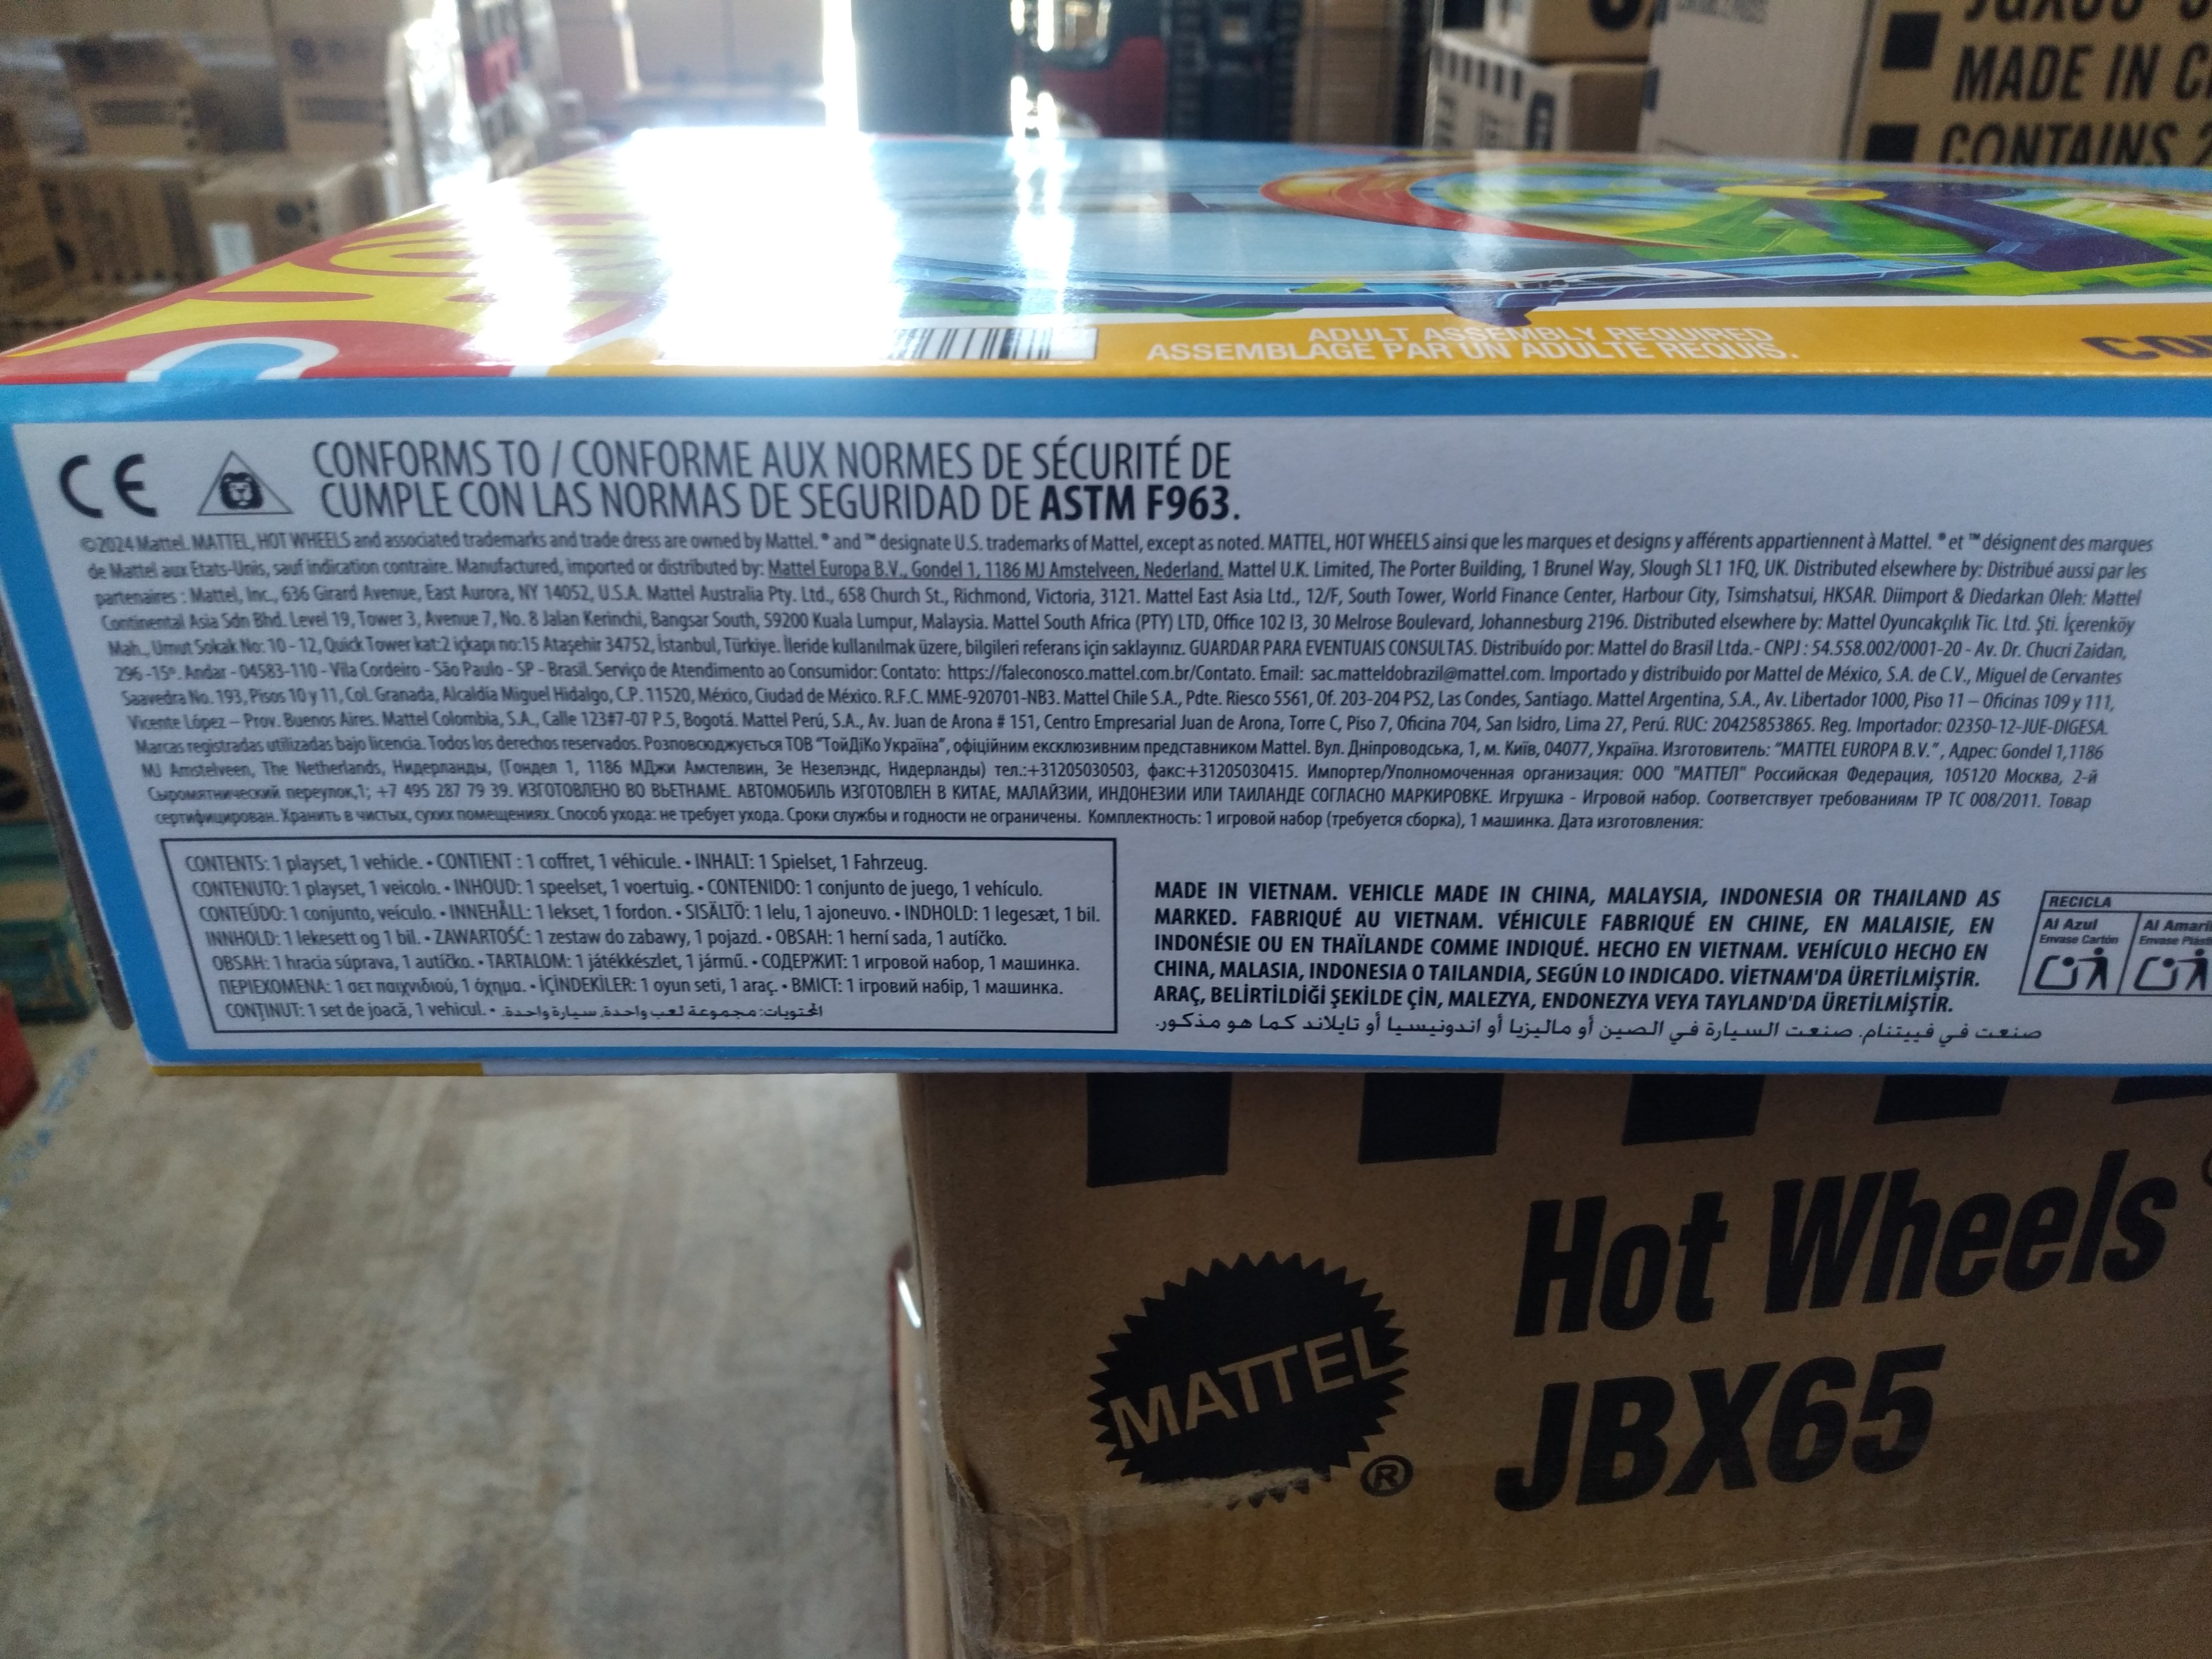 MADE IN
CONTAINS 2
ADULT ASSEMBLY REQUIRED
ASSEMBLAGE PAR UN ADULTE REQUIS.
CE
CONFORMS TO / CONFORME AUX NORMES DE SÉCURITÉ DE
CUMPLE CON LAS NORMAS DE SEGURIDAD DE ASTM F963.
©2024 Mattel. MATTEL, HOT WHEELS and associated trademarks and trade dress are owned by Mattel. ® and ™ designate U.S. trademarks of Mattel, except as noted. MATTEL, HOT WHEELS ainsi que les marques et designs y afférents appartiennent à Mattel. ® et ™ désignent des marques
de Mattel aux États-Unis, sauf indication contraire. Manufactured, imported or distributed by: Mattel Europa B.V., Gondel 1, 1186 MJ Amstelveen, Nederland. Mattel U.K. Limited, The Porter Building, 1 Brunel Way, Slough SL1 1FQ, UK. Distributed elsewhere by: Distribué aussi par les
partenaires : Mattel, Inc., 636 Girard Avenue, East Aurora, NY 14052, U.S.A. Mattel Australia Pty. Ltd., 658 Church St., Richmond, Victoria, 3121. Mattel East Asia Ltd., 12/F, South Tower, World Finance Center, Harbour City, Tsimshatsui, HKSAR. Diimport & Diedarkan Oleh: Mattel
Continental Asia Sdn Bhd. Level 19, Tower 3, Avenue 7, No. 8 Jalan Kerinchi, Bangsar South, 59200 Kuala Lumpur, Malaysia. Mattel South Africa (PTY) LTD, Office 102 I3, 30 Melrose Boulevard, Johannesburg 2196. Distributed elsewhere by: Mattel Oyuncakçılık Tic. Ltd. Şti. İçerenköy
Mah., Umut Sokak No: 10 - 12, Quick Tower kat:2 içkapı no:15 Ataşehir 34752, İstanbul, Türkiye. İleride kullanılmak üzere, bilgileri referans için saklayınız. GUARDAR PARA EVENTUAIS CONSULTAS. Distribuído por: Mattel do Brasil Ltda.- CNPJ : 54.558.002/0001-20 - Av. Dr. Chucri Zaidan,
296 -15º. Andar - 04583-110 - Vila Cordeiro - São Paulo - SP - Brasil. Serviço de Atendimento ao Consumidor: Contato: https://faleconosco.mattel.com.br/Contato. Email: sac.matteldobrazil@mattel.com. Importado y distribuido por Mattel de México, S.A. de C.V., Miguel de Cervantes
Saavedra No. 193, Pisos 10 y 11, Col. Granada, Alcaldía Miguel Hidalgo, C.P. 11520, México, Ciudad de México. R.F.C. MME-920701-NB3. Mattel Chile S.A., Pdte. Riesco 5561, Of. 203-204 PS2, Las Condes, Santiago. Mattel Argentina, S.A., Av. Libertador 1000, Piso 11 – Oficinas 109 y 111,
Vicente López – Prov. Buenos Aires. Mattel Colombia, S.A., Calle 123#7-07 P.5, Bogotá. Mattel Perú, S.A., Av. Juan de Arona # 151, Centro Empresarial Juan de Arona, Torre C, Piso 7, Oficina 704, San Isidro, Lima 27, Perú. RUC: 20425853865. Reg. Importador: 02350-12-JUE-DIGESA.
Marcas registradas utilizadas bajo licencia. Todos los derechos reservados. Розповсюджується ТОВ "ТойДіКо Україна", офіційним ексклюзивним представником Mattel. Вул. Дніпроводська, 1, м. Київ, 04077, Україна. Изготовитель: "MATTEL EUROPA B.V.", Адрес: Gondel 1,1186
MJ Amstelveen, The Netherlands, Нидерланды, (Гондел 1, 1186 МДжи Амстелвин, Зе Незелэндс, Нидерланды) тел.:+31205030503, факс:+31205030415. Импортер/Уполномоченная организация: ООО "МАТТЕЛ" Российская Федерация, 105120 Москва, 2-й
Сыромятнический переулок,1; +7 495 287 79 39. ИЗГОТОВЛЕНО ВО ВЬЕТНАМЕ. АВТОМОБИЛЬ ИЗГОТОВЛЕН В КИТАЕ, МАЛАЙЗИИ, ИНДОНЕЗИИ ИЛИ ТАИЛАНДЕ СОГЛАСНО МАРКИРОВКЕ. Игрушка - Игровой набор. Соответствует требованиям ТР ТС 008/2011. Товар
сертифицирован. Хранить в чистых, сухих помещениях. Способ ухода: не требует ухода. Сроки службы и годности не ограничены. Комплектность: 1 игровой набор (требуется сборка), 1 машинка. Дата изготовления:
CONTENTS: 1 playset, 1 vehicle. • CONTIENT : 1 coffret, 1 véhicule. • INHALT: 1 Spielset, 1 Fahrzeug.
CONTENUTO: 1 playset, 1 veicolo. • INHOUD: 1 speelset, 1 voertuig. • CONTENIDO: 1 conjunto de juego, 1 vehículo.
CONTEÚDO: 1 conjunto, veículo. • INNEHÅLL: 1 lekset, 1 fordon. • SISÄLTÖ: 1 lelu, 1 ajoneuvo. • INDHOLD: 1 legesæt, 1 bil.
INNHOLD: 1 lekesett og 1 bil. • ZAWARTOŚĆ: 1 zestaw do zabawy, 1 pojazd. • OBSAH: 1 herní sada, 1 autíčko.
OBSAH: 1 hracia súprava, 1 autíčko. • TARTALOM: 1 játékkészlet, 1 jármű. • СОДЕРЖИТ: 1 игровой набор, 1 машинка.
ΠΕΡΙΕΧΟΜΕΝΑ: 1 σετ παιχνιδιού, 1 όχημα. • İÇİNDEKİLER: 1 oyun seti, 1 araç. • ВМІСТ: 1 ігровий набір, 1 машинка.
CONȚINUT: 1 set de joacă, 1 vehicul. • المحتويات: مجموعة لعب واحدة, سيارة واحدة.
MADE IN VIETNAM. VEHICLE MADE IN CHINA, MALAYSIA, INDONESIA OR THAILAND AS
MARKED. FABRIQUÉ AU VIETNAM. VÉHICULE FABRIQUÉ EN CHINE, EN MALAISIE, EN
INDONÉSIE OU EN THAÏLANDE COMME INDIQUÉ. HECHO EN VIETNAM. VEHÍCULO HECHO EN
CHINA, MALASIA, INDONESIA O TAILANDIA, SEGÚN LO INDICADO. VİETNAM'DA ÜRETİLMİŞTİR.
ARAÇ, BELİRTİLDİĞİ ŞEKİLDE ÇİN, MALEZYA, ENDONEZYA VEYA TAYLAND'DA ÜRETİLMİŞTİR.
صنعت في فييتنام. صنعت السيارة في الصين أو ماليزيا أو اندونيسيا أو تايلاند كما هو مذكور.
RECICLA
Al Azul
Envase Cartón
Al
Envase
Hot Wheels
MATTEL ®
JBX65